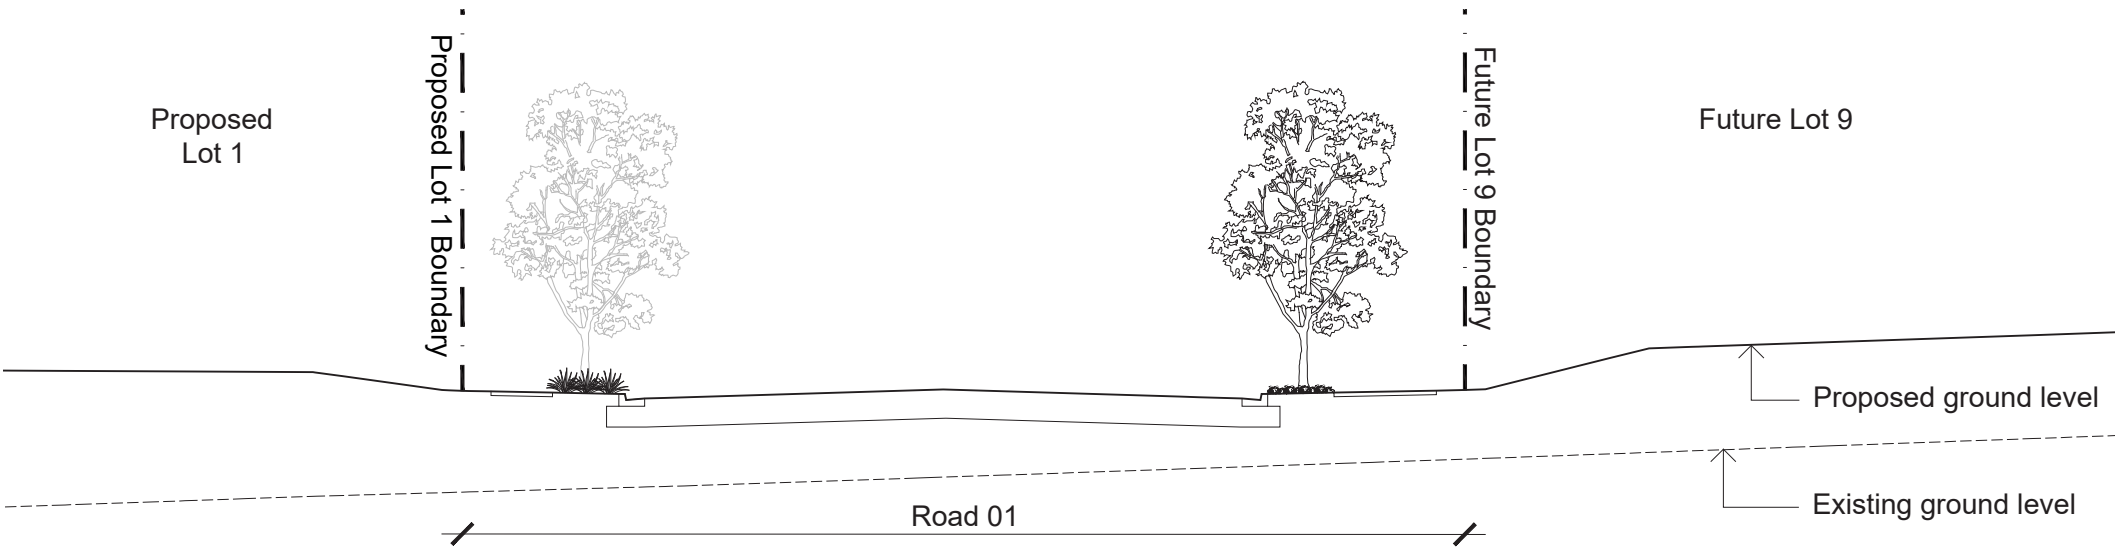 Proposed
Lot 1
Proposed Lot 1 Boundary
Future Lot 9 Boundary
Future Lot 9
Proposed ground level
Existing ground level
Road 01